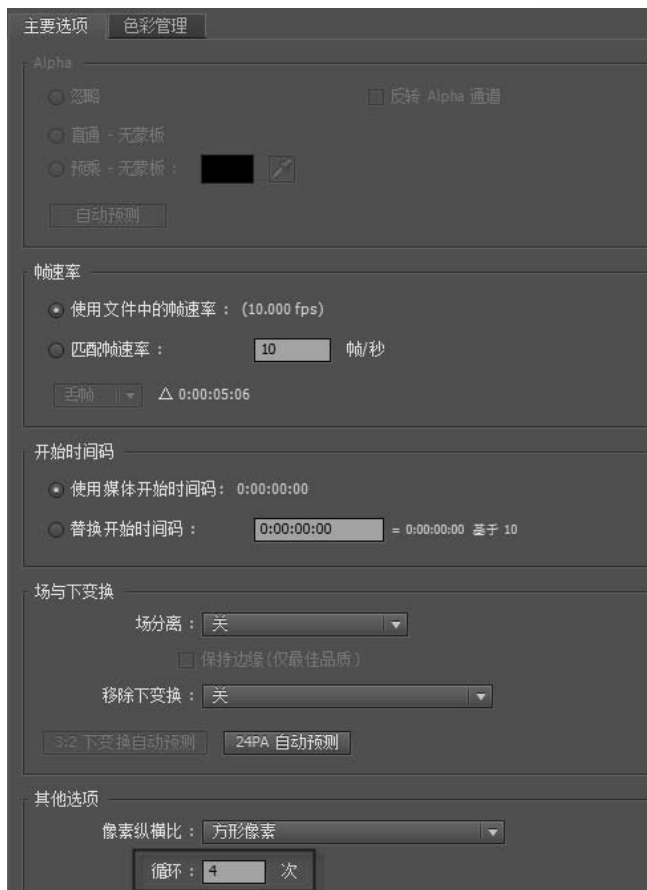 主要选项 色彩管理
Alpha
忽略 反转 Alpha 通道
直通 - 无蒙板
预乘 - 无蒙板：
自动预测
帧速率
使用文件中的帧速率： (10.000 fps)
匹配帧速率： 10 帧/秒
丢帧 △ 0:00:05:06
开始时间码
使用媒体开始时间码： 0:00:00:00
替换开始时间码： 0:00:00:00 = 0:00:00:00 基于 10
场与下变换
场分离： 关
保持边缘(仅最佳品质)
移除下变换： 关
3:2 下变换自动预测 24PA 自动预测
其他选项
像素纵横比： 方形像素
循环： 4 次